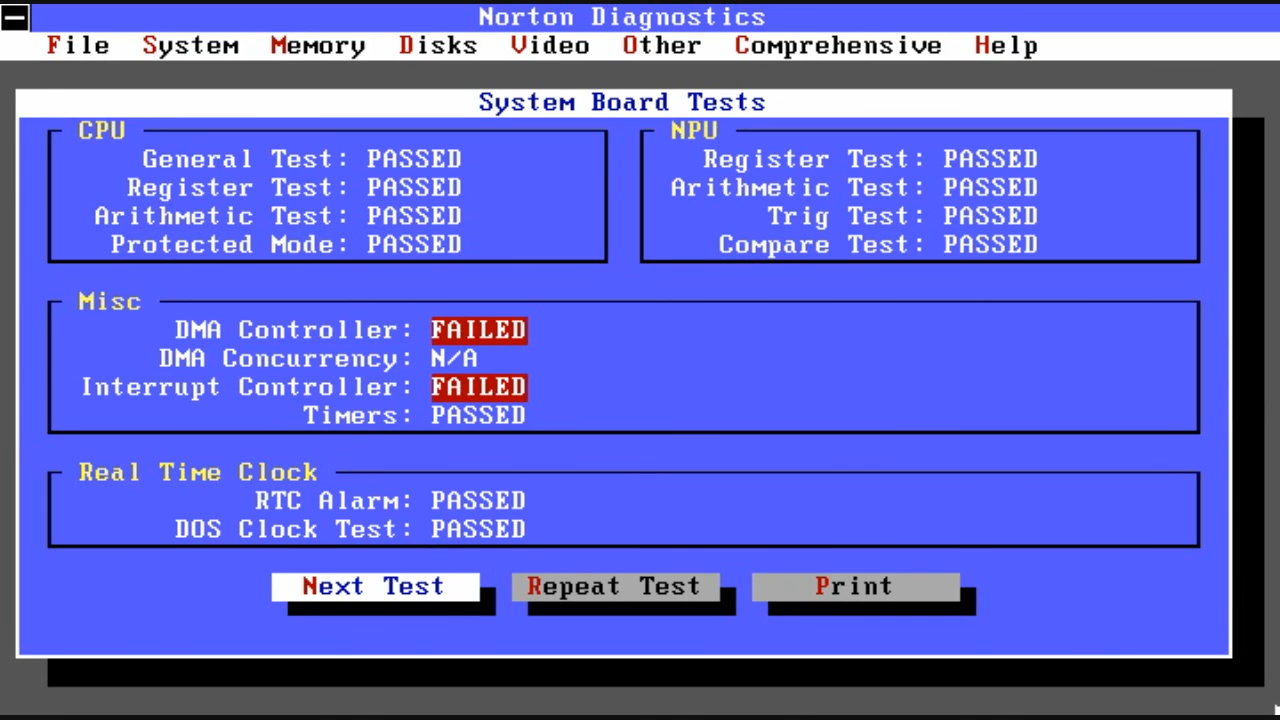 Norton Diagnostics
File System Memory Disks Video Other Comprehensive Help
System Board Tests
CPU
General Test: PASSED
Register Test: PASSED
Arithmetic Test: PASSED
Protected Mode: PASSED
NPU
Register Test: PASSED
Arithmetic Test: PASSED
Trig Test: PASSED
Compare Test: PASSED
Misc
DMA Controller: FAILED
DMA Concurrency: N/A
Interrupt Controller: FAILED
Timers: PASSED
Real Time Clock
RTC Alarm: PASSED
DOS Clock Test: PASSED
Next Test Repeat Test Print